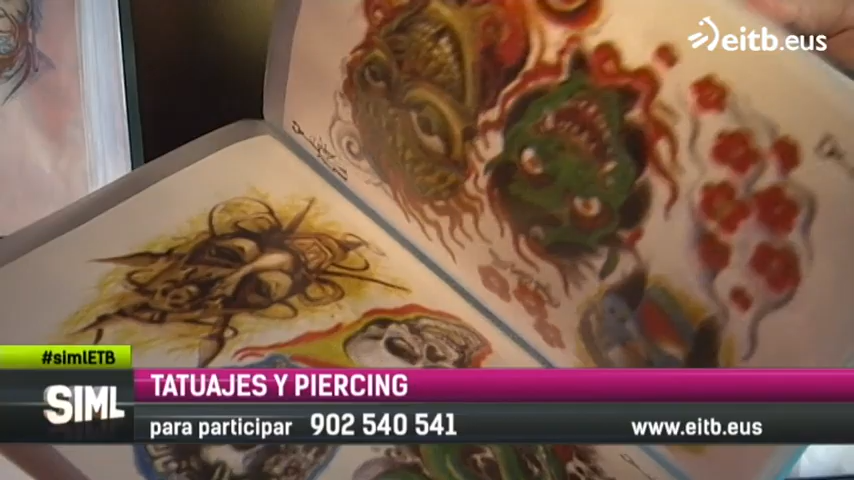 eitb.eus
#simlETB
SIML
TATUAJES Y PIERCING
para participar 902 540 541
www.eitb.eus